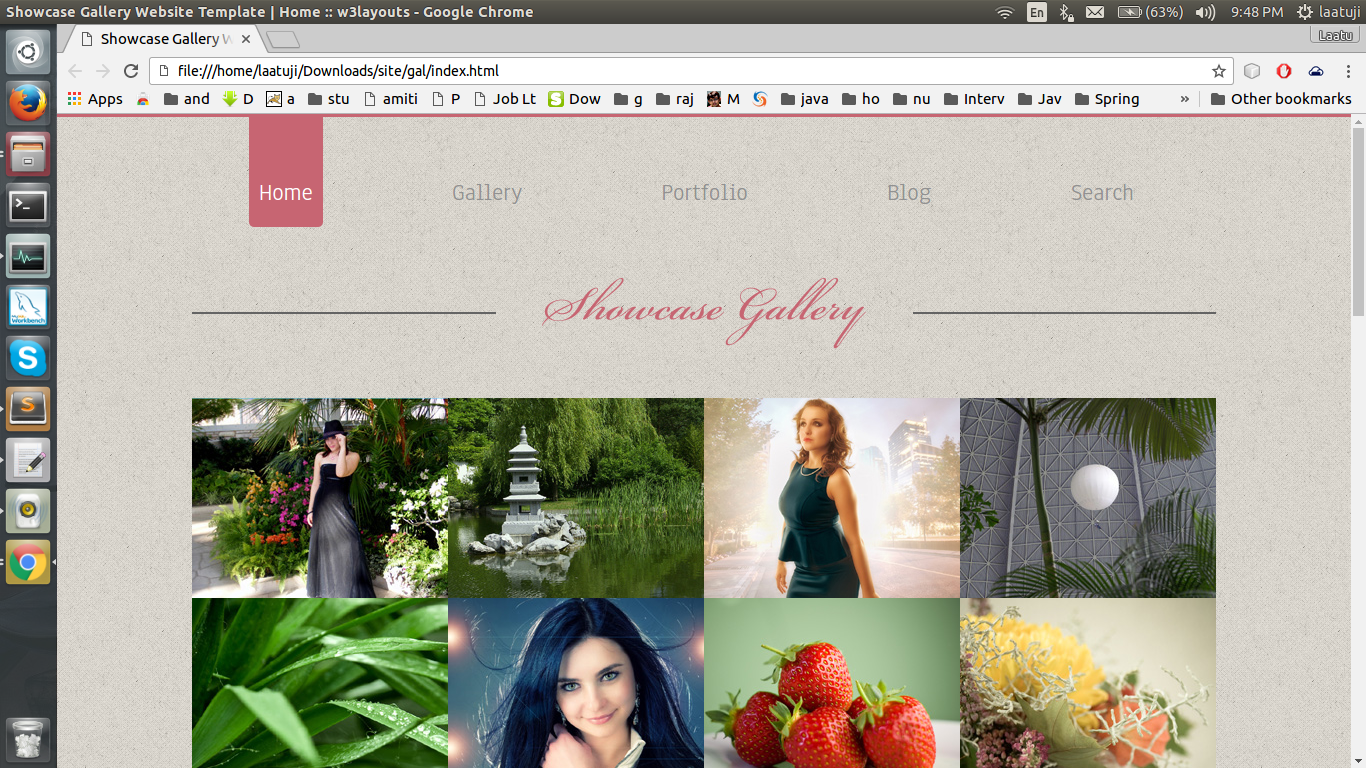 Showcase Gallery Website Template | Home :: w3layouts - Google Chrome
En (63%) 9:48 PM laatuji
Showcase Gallery W
Laatu
file:///home/laatuji/Downloads/site/gal/index.html
Apps and D a stu amiti P Job Lt Dow g raj M java ho nu Interv Jav Spring » Other bookmarks
Home Gallery Portfolio Blog Search
Showcase Gallery
Workbench